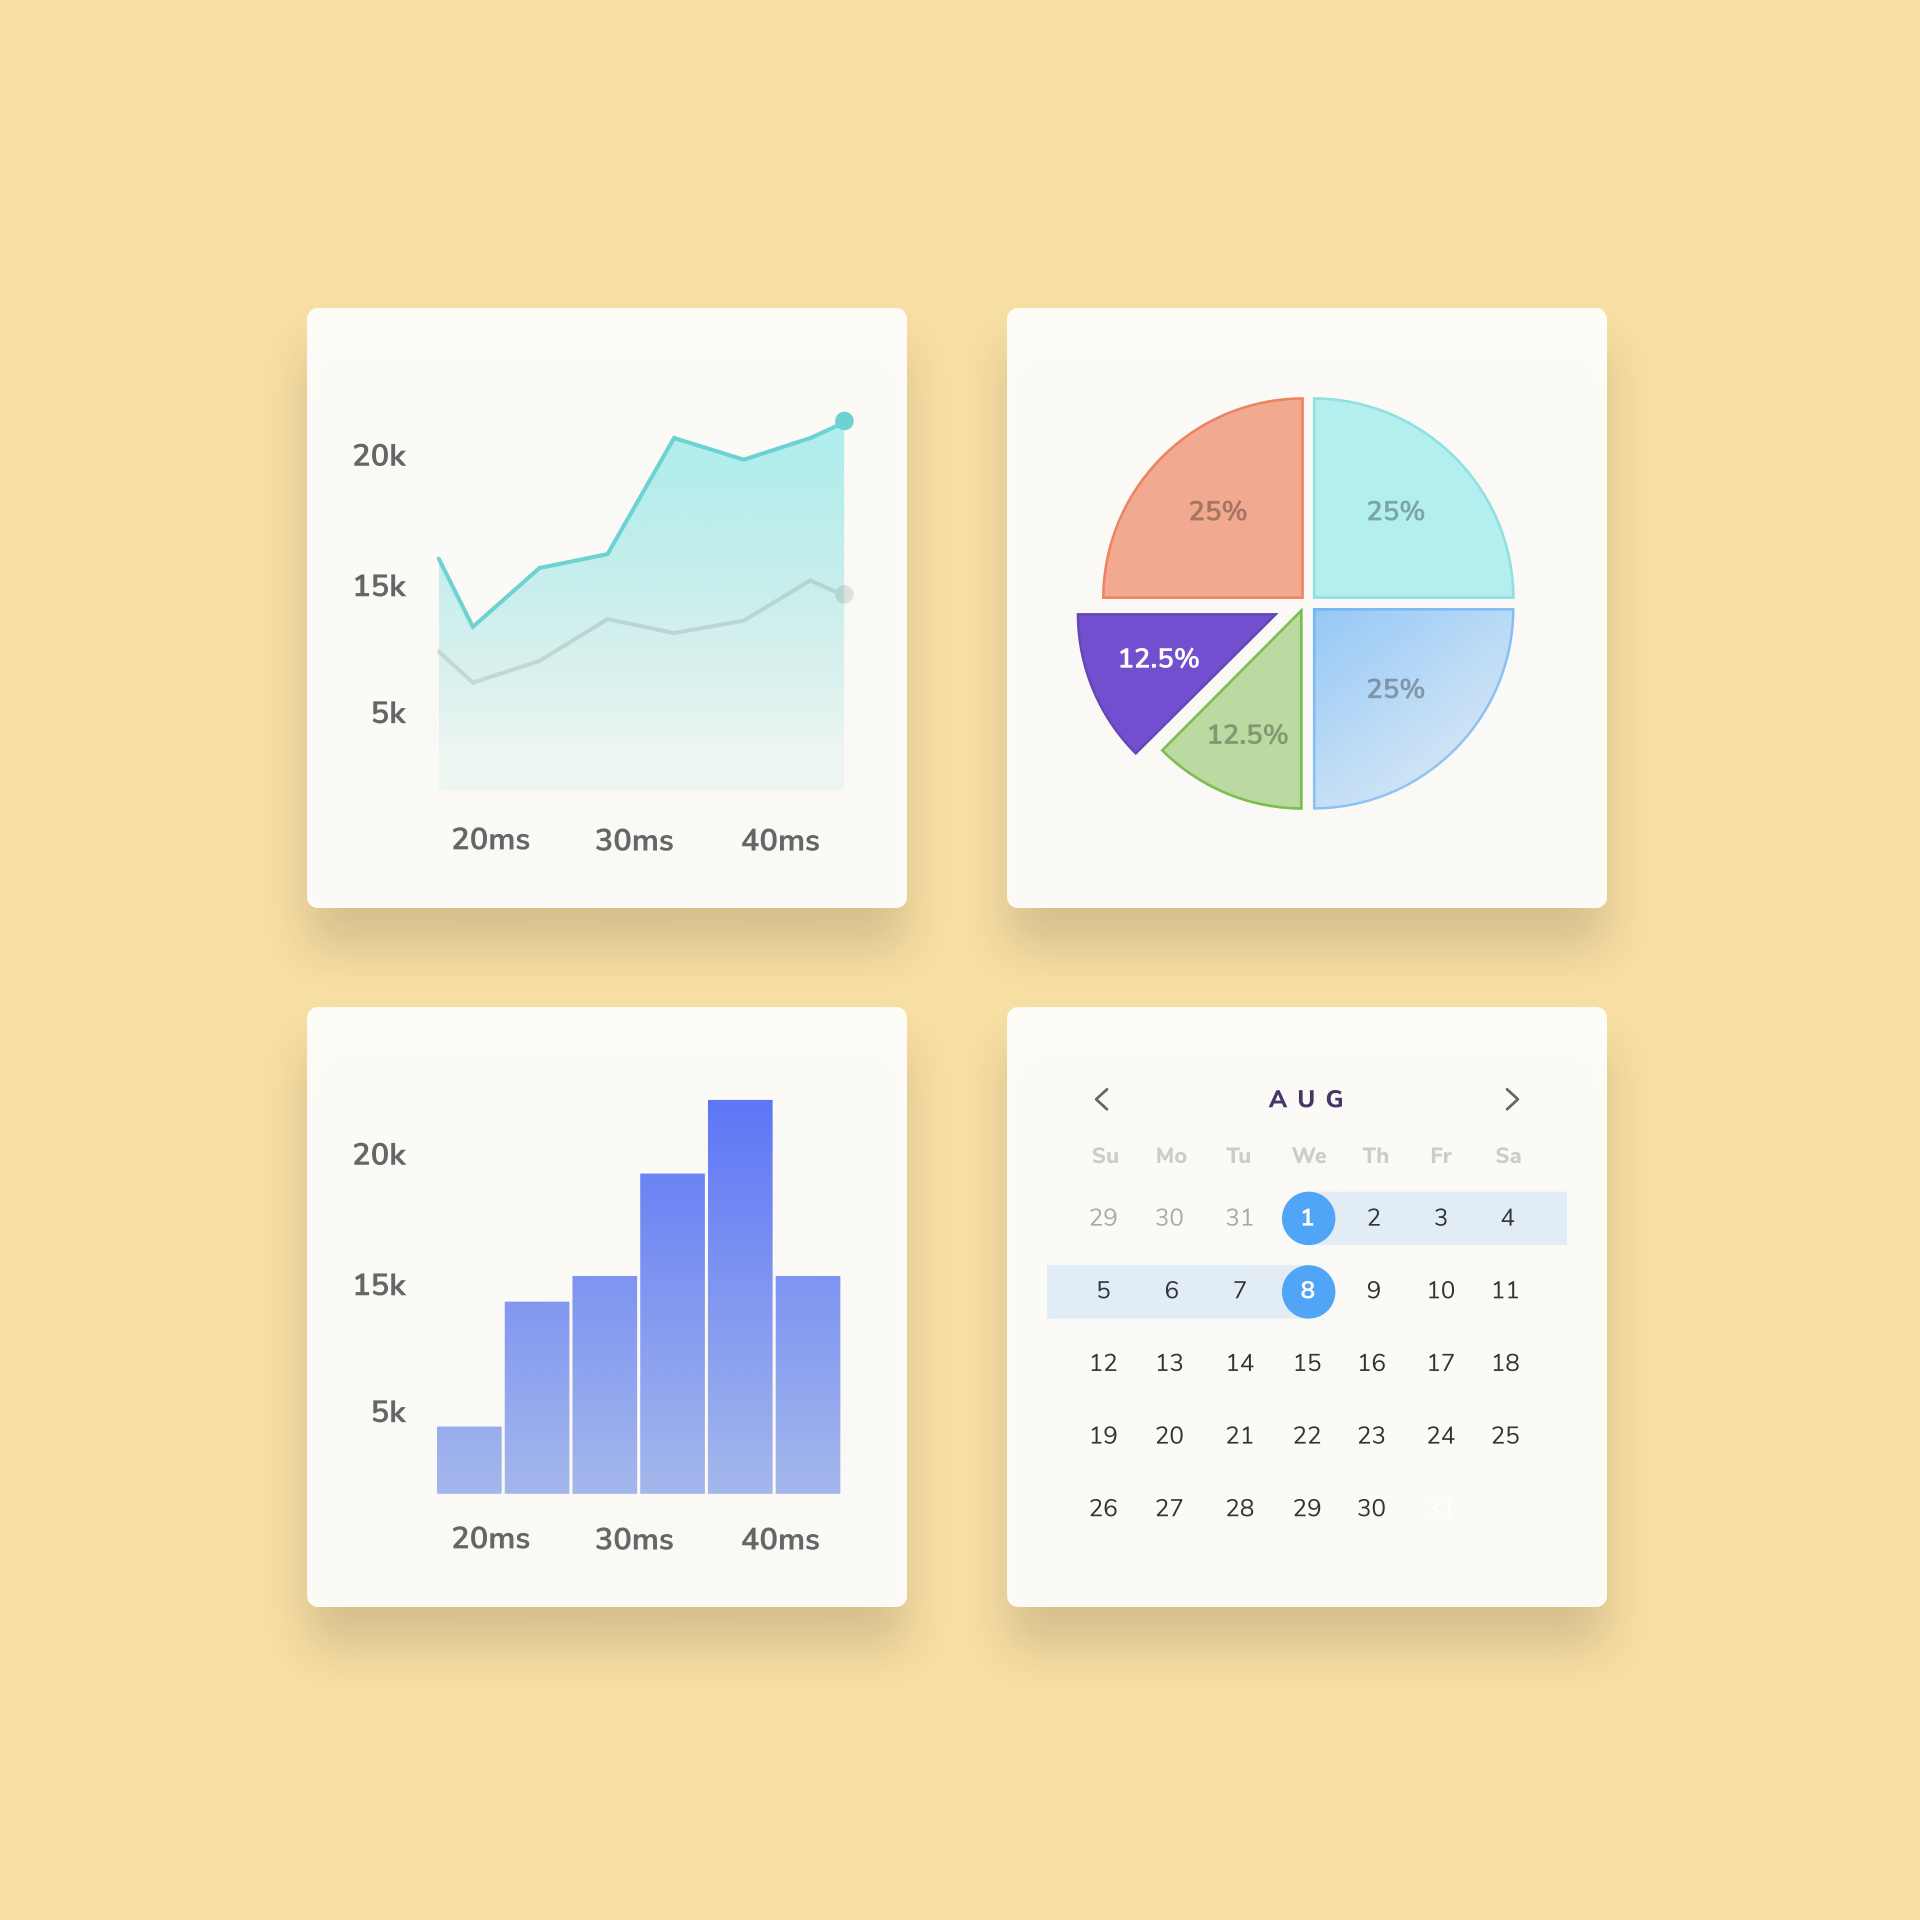 20k
15k
5k
20ms 30ms 40ms
25% 25%
12.5% 25%
12.5%
20k
15k
5k
20ms 30ms 40ms
AUG
Su Mo Tu We Th Fr Sa
29 30 31 1 2 3 4
5 6 7 8 9 10 11
12 13 14 15 16 17 18
19 20 21 22 23 24 25
26 27 28 29 30 31